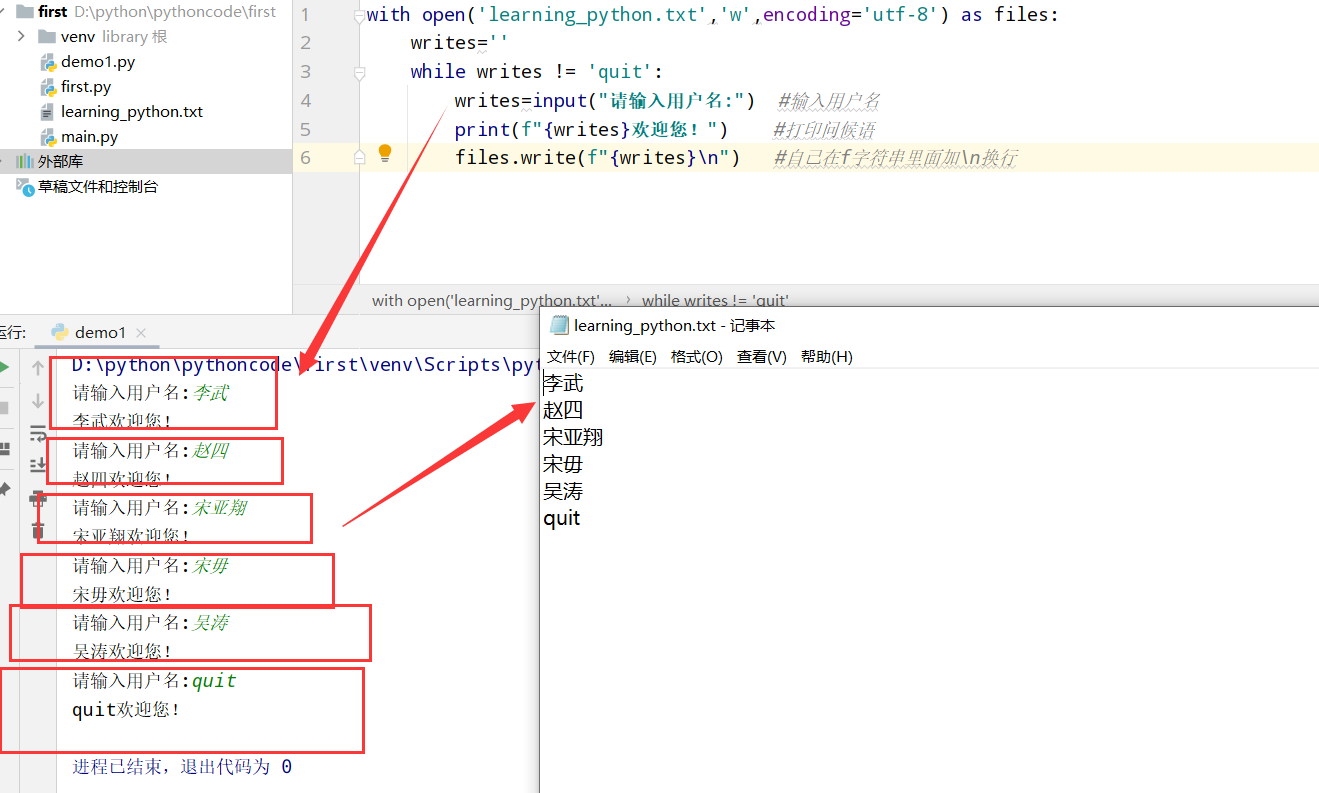 first D:\python\pythoncode\first
venv library 根
demo1.py
first.py
learning_python.txt
main.py
外部库
草稿文件和控制台
1 with open('learning_python.txt','w',encoding='utf-8') as files:
2 writes=''
3 while writes != 'quit':
4 writes=input("请输入用户名:") #输入用户名
5 print(f"{writes}欢迎您!") #打印问候语
6 files.write(f"{writes}\n") #自己在f字符串里面加\n换行
with open('learning_python.txt'... › while writes != 'quit'
运行: demo1
D:\python\pythoncode\first\venv\Scripts\pyt
请输入用户名:李武
李武欢迎您!
请输入用户名:赵四
赵四欢迎您!
请输入用户名:宋亚翔
宋亚翔欢迎您!
请输入用户名:宋毋
宋毋欢迎您!
请输入用户名:吴涛
吴涛欢迎您!
请输入用户名:quit
quit欢迎您!
进程已结束，退出代码为 0
learning_python.txt - 记事本
文件(F) 编辑(E) 格式(O) 查看(V) 帮助(H)
李武
赵四
宋亚翔
宋毋
吴涛
quit